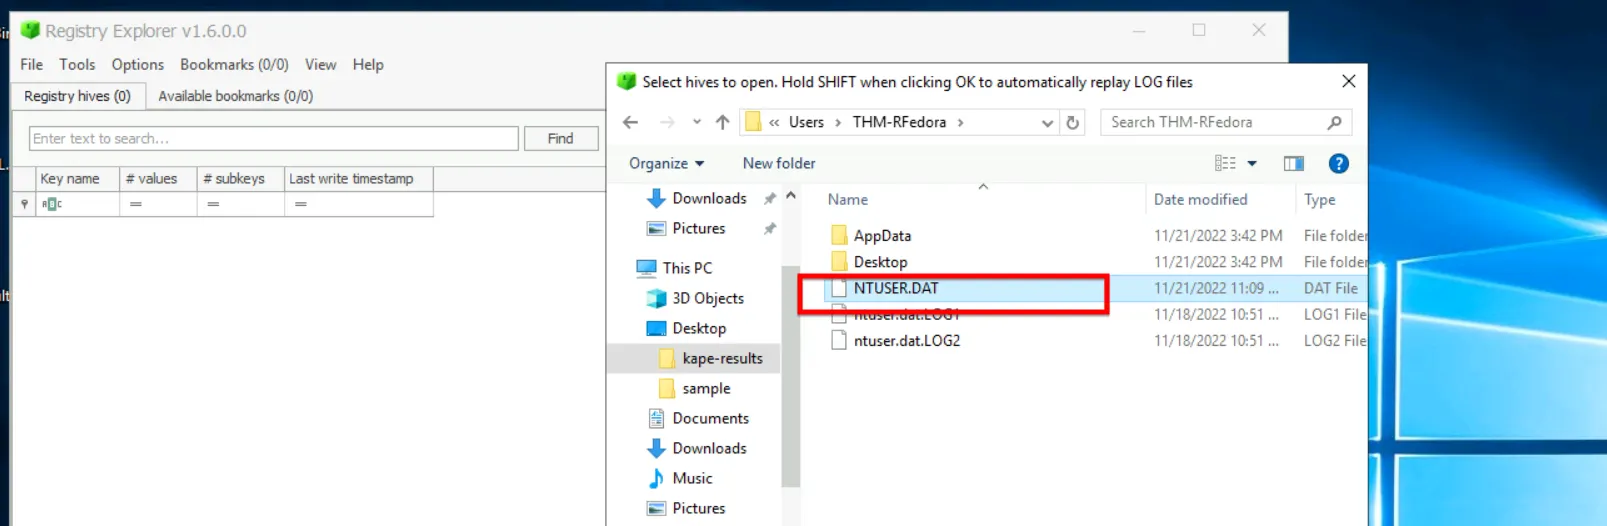 Registry Explorer v1.6.0.0
File Tools Options Bookmarks (0/0) View Help
Registry hives (0) Available bookmarks (0/0)
Enter text to search... Find
Key name # values # subkeys Last write timestamp
= = =
Select hives to open. Hold SHIFT when clicking OK to automatically replay LOG files
« Users > THM-RFedora > Search THM-RFedora
Organize New folder ?
Downloads
Pictures
This PC
3D Objects
Desktop
kape-results
sample
Documents
Downloads
Music
Pictures
Name Date modified Type
AppData 11/21/2022 3:42 PM File folder
Desktop 11/21/2022 3:42 PM File folder
NTUSER.DAT 11/21/2022 11:09 ... DAT File
ntuser.dat.LOG1 11/18/2022 10:51 ... LOG1 File
ntuser.dat.LOG2 11/18/2022 10:51 ... LOG2 File